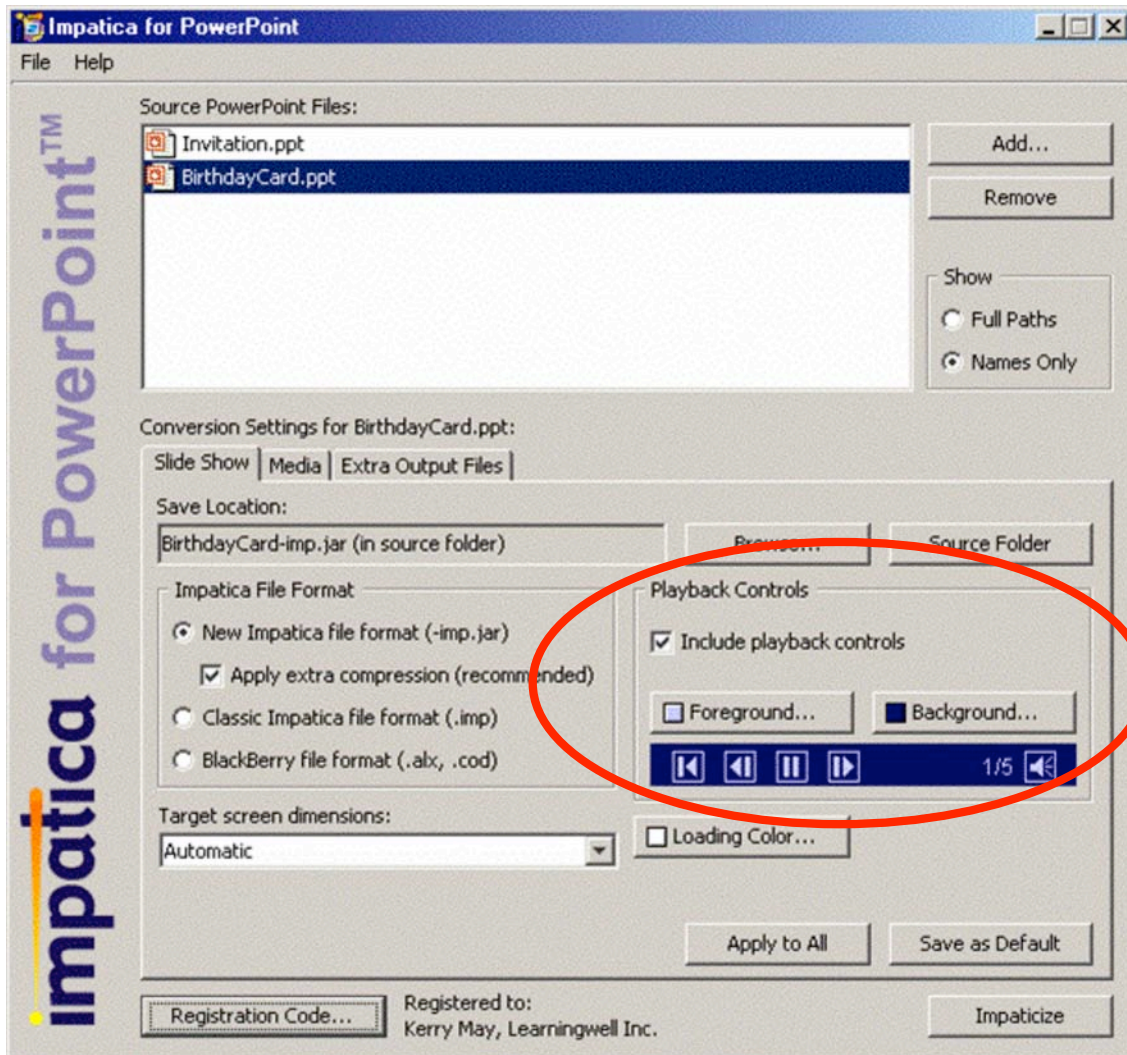 Impatica for PowerPoint
File Help
impatica for PowerPoint™
Source PowerPoint Files:
Invitation.ppt
BirthdayCard.ppt
Add...
Remove
Show
Full Paths
Names Only
Conversion Settings for BirthdayCard.ppt:
Slide Show Media Extra Output Files
Save Location:
BirthdayCard-imp.jar (in source folder)
Browse...
Source Folder
Impatica File Format
New Impatica file format (-imp.jar)
Apply extra compression (recommended)
Classic Impatica file format (.imp)
BlackBerry file format (.alx, .cod)
Playback Controls
Include playback controls
Foreground...
Background...
1/5
Target screen dimensions:
Automatic
Loading Color...
Apply to All
Save as Default
Registration Code...
Registered to:
Kerry May, Learningwell Inc.
Impaticize